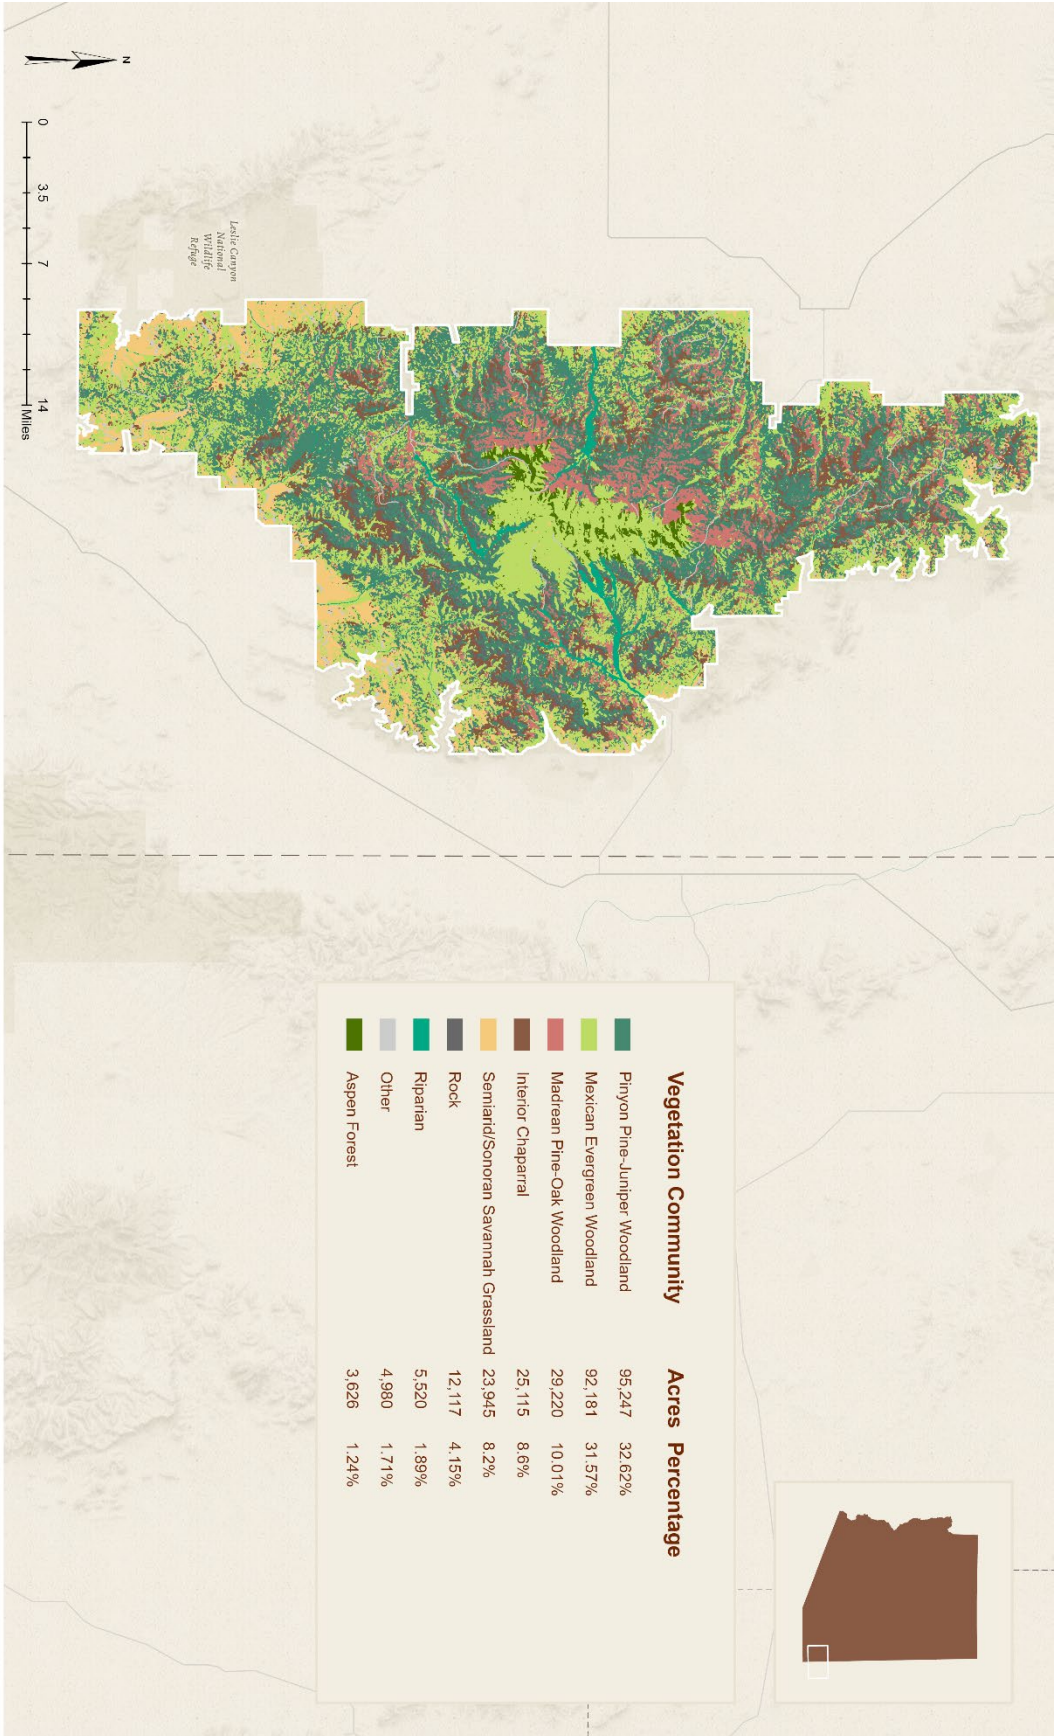 N
0 3.5 7 14
Miles
Leslie Canyon
National
Wildlife
Refuge
Vegetation Community Acres Percentage
Pinyon Pine-Juniper Woodland 95,247 32.62%
Mexican Evergreen Woodland 92,181 31.57%
Madrean Pine-Oak Woodland 29,220 10.01%
Interior Chaparral 25,115 8.6%
Semiarid/Sonoran Savannah Grassland 23,945 8.2%
Rock 12,117 4.15%
Riparian 5,520 1.89%
Other 4,980 1.71%
Aspen Forest 3,626 1.24%